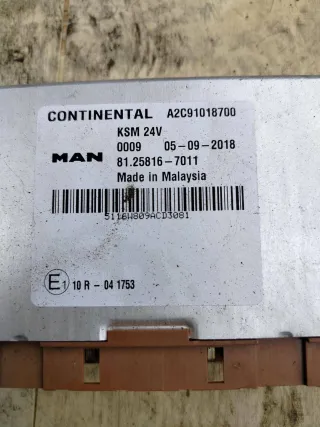 CONTINENTAL A2C91018700
KSM 24V
0009 05-09-2018
MAN 81.25816-7011
Made in Malaysia
5116W809ACD3081
E1 10 R - 04 1753